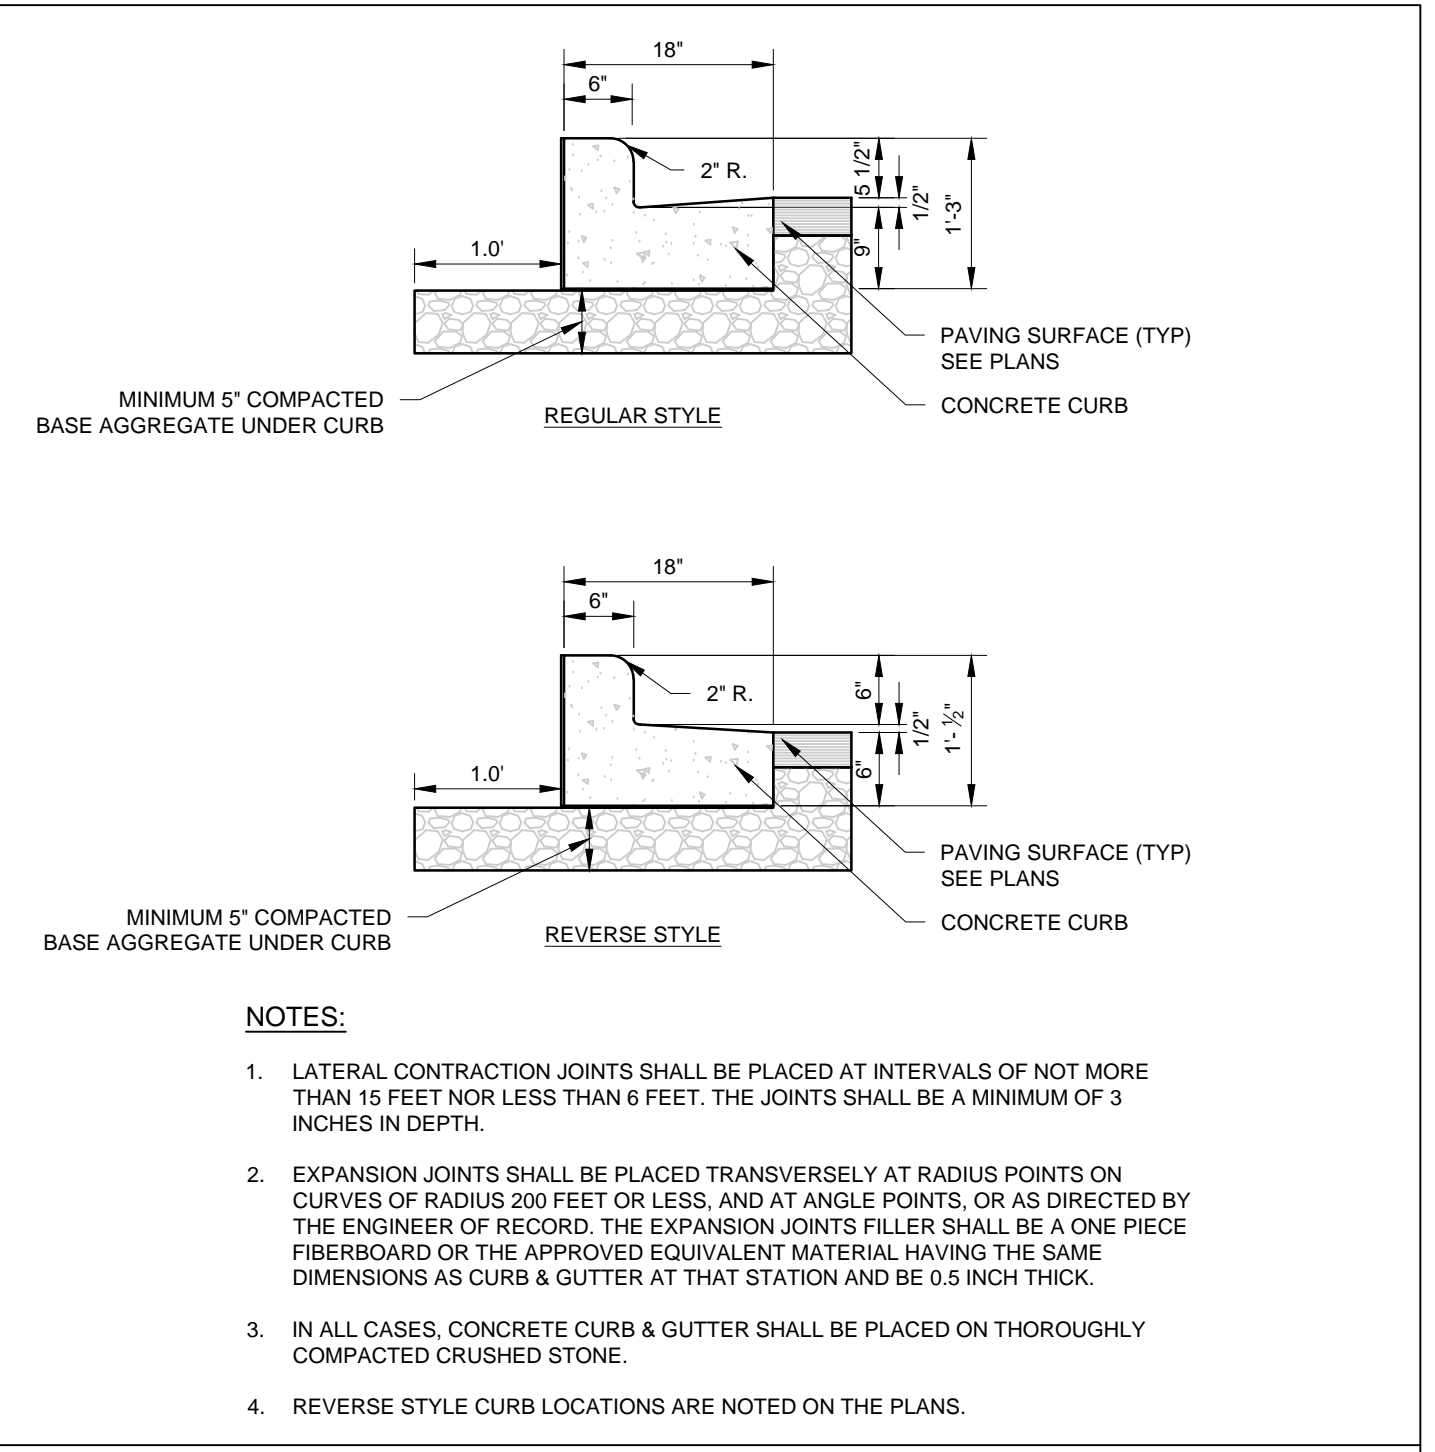 18"
6"
2" R.
5 1/2"
1/2"
1'-3"
9"
1.0'
PAVING SURFACE (TYP)
SEE PLANS
CONCRETE CURB
MINIMUM 5" COMPACTED
BASE AGGREGATE UNDER CURB
REGULAR STYLE
18"
6"
2" R.
6"
1/2"
1'- ½"
6"
1.0'
PAVING SURFACE (TYP)
SEE PLANS
CONCRETE CURB
MINIMUM 5" COMPACTED
BASE AGGREGATE UNDER CURB
REVERSE STYLE
NOTES:
1. LATERAL CONTRACTION JOINTS SHALL BE PLACED AT INTERVALS OF NOT MORE
THAN 15 FEET NOR LESS THAN 6 FEET. THE JOINTS SHALL BE A MINIMUM OF 3
INCHES IN DEPTH.
2. EXPANSION JOINTS SHALL BE PLACED TRANSVERSELY AT RADIUS POINTS ON
CURVES OF RADIUS 200 FEET OR LESS, AND AT ANGLE POINTS, OR AS DIRECTED BY
THE ENGINEER OF RECORD. THE EXPANSION JOINTS FILLER SHALL BE A ONE PIECE
FIBERBOARD OR THE APPROVED EQUIVALENT MATERIAL HAVING THE SAME
DIMENSIONS AS CURB & GUTTER AT THAT STATION AND BE 0.5 INCH THICK.
3. IN ALL CASES, CONCRETE CURB & GUTTER SHALL BE PLACED ON THOROUGHLY
COMPACTED CRUSHED STONE.
4. REVERSE STYLE CURB LOCATIONS ARE NOTED ON THE PLANS.